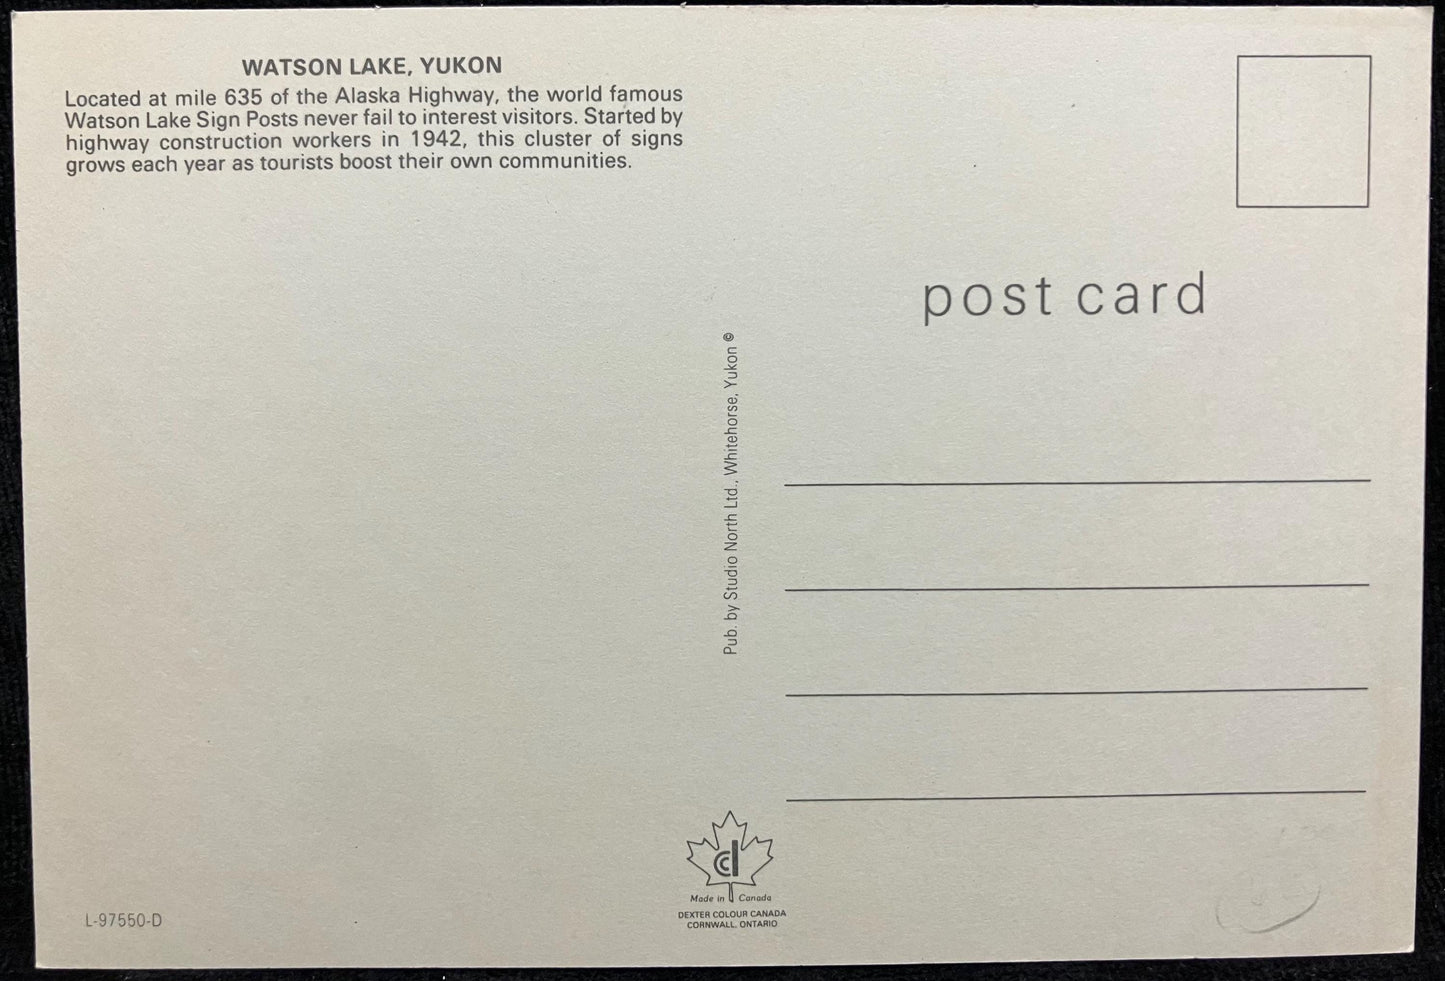 WATSON LAKE, YUKON
Located at mile 635 of the Alaska Highway, the world famous
Watson Lake Sign Posts never fail to interest visitors. Started by
highway construction workers in 1942, this cluster of signs
grows each year as tourists boost their own communities.
post card
Pub. by Studio North Ltd., Whitehorse, Yukon ©
cd
Made in Canada
DEXTER COLOUR CANADA
CORNWALL, ONTARIO
L-97550-D